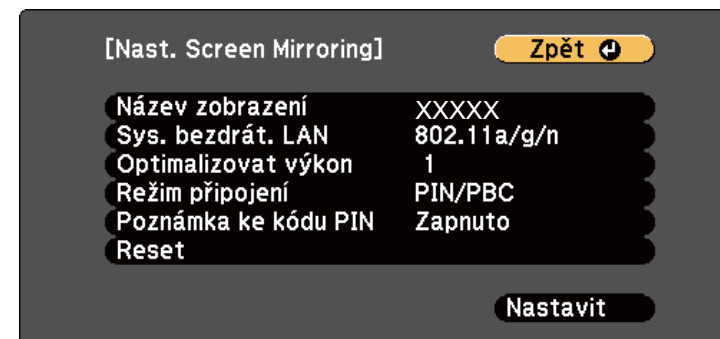 [Nast. Screen Mirroring] Zpět
Název zobrazení XXXXX
Sys. bezdrát. LAN 802.11a/g/n
Optimalizovat výkon 1
Režim připojení PIN/PBC
Poznámka ke kódu PIN Zapnuto
Reset
Nastavit